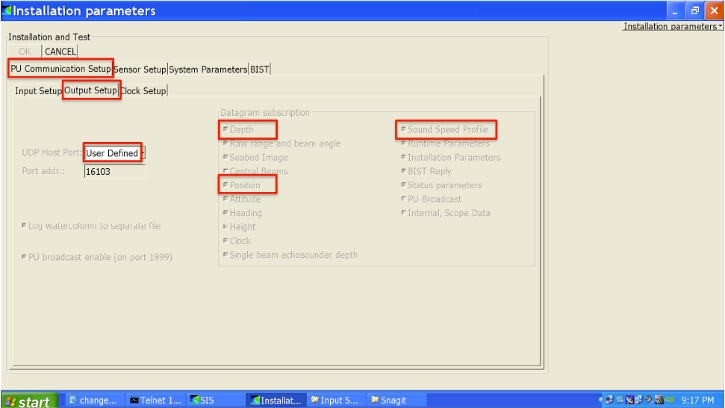 Installation parameters
Installation parameters
Installation and Test
OK CANCEL
PU Communication Setup Sensor Setup System Parameters BIST
Input Setup Output Setup Clock Setup
UDP Host Port: User Defined
Port addr.: 16103
Log watercolumn to separate file
PU broadcast enable (on port 1999)
Datagram subscription
Depth
Raw range and beam angle
Seabed Image
Central Beams
Position
Attitude
Heading
Height
Clock
Single beam echosounder depth
Sound Speed Profile
Runtime Parameters
Installation Parameters
BIST Reply
Status parameters
PU Broadcast
Internal, Scope Data
start change... Telnet 1... SIS Installat... Input S... Snagit 9:17 PM